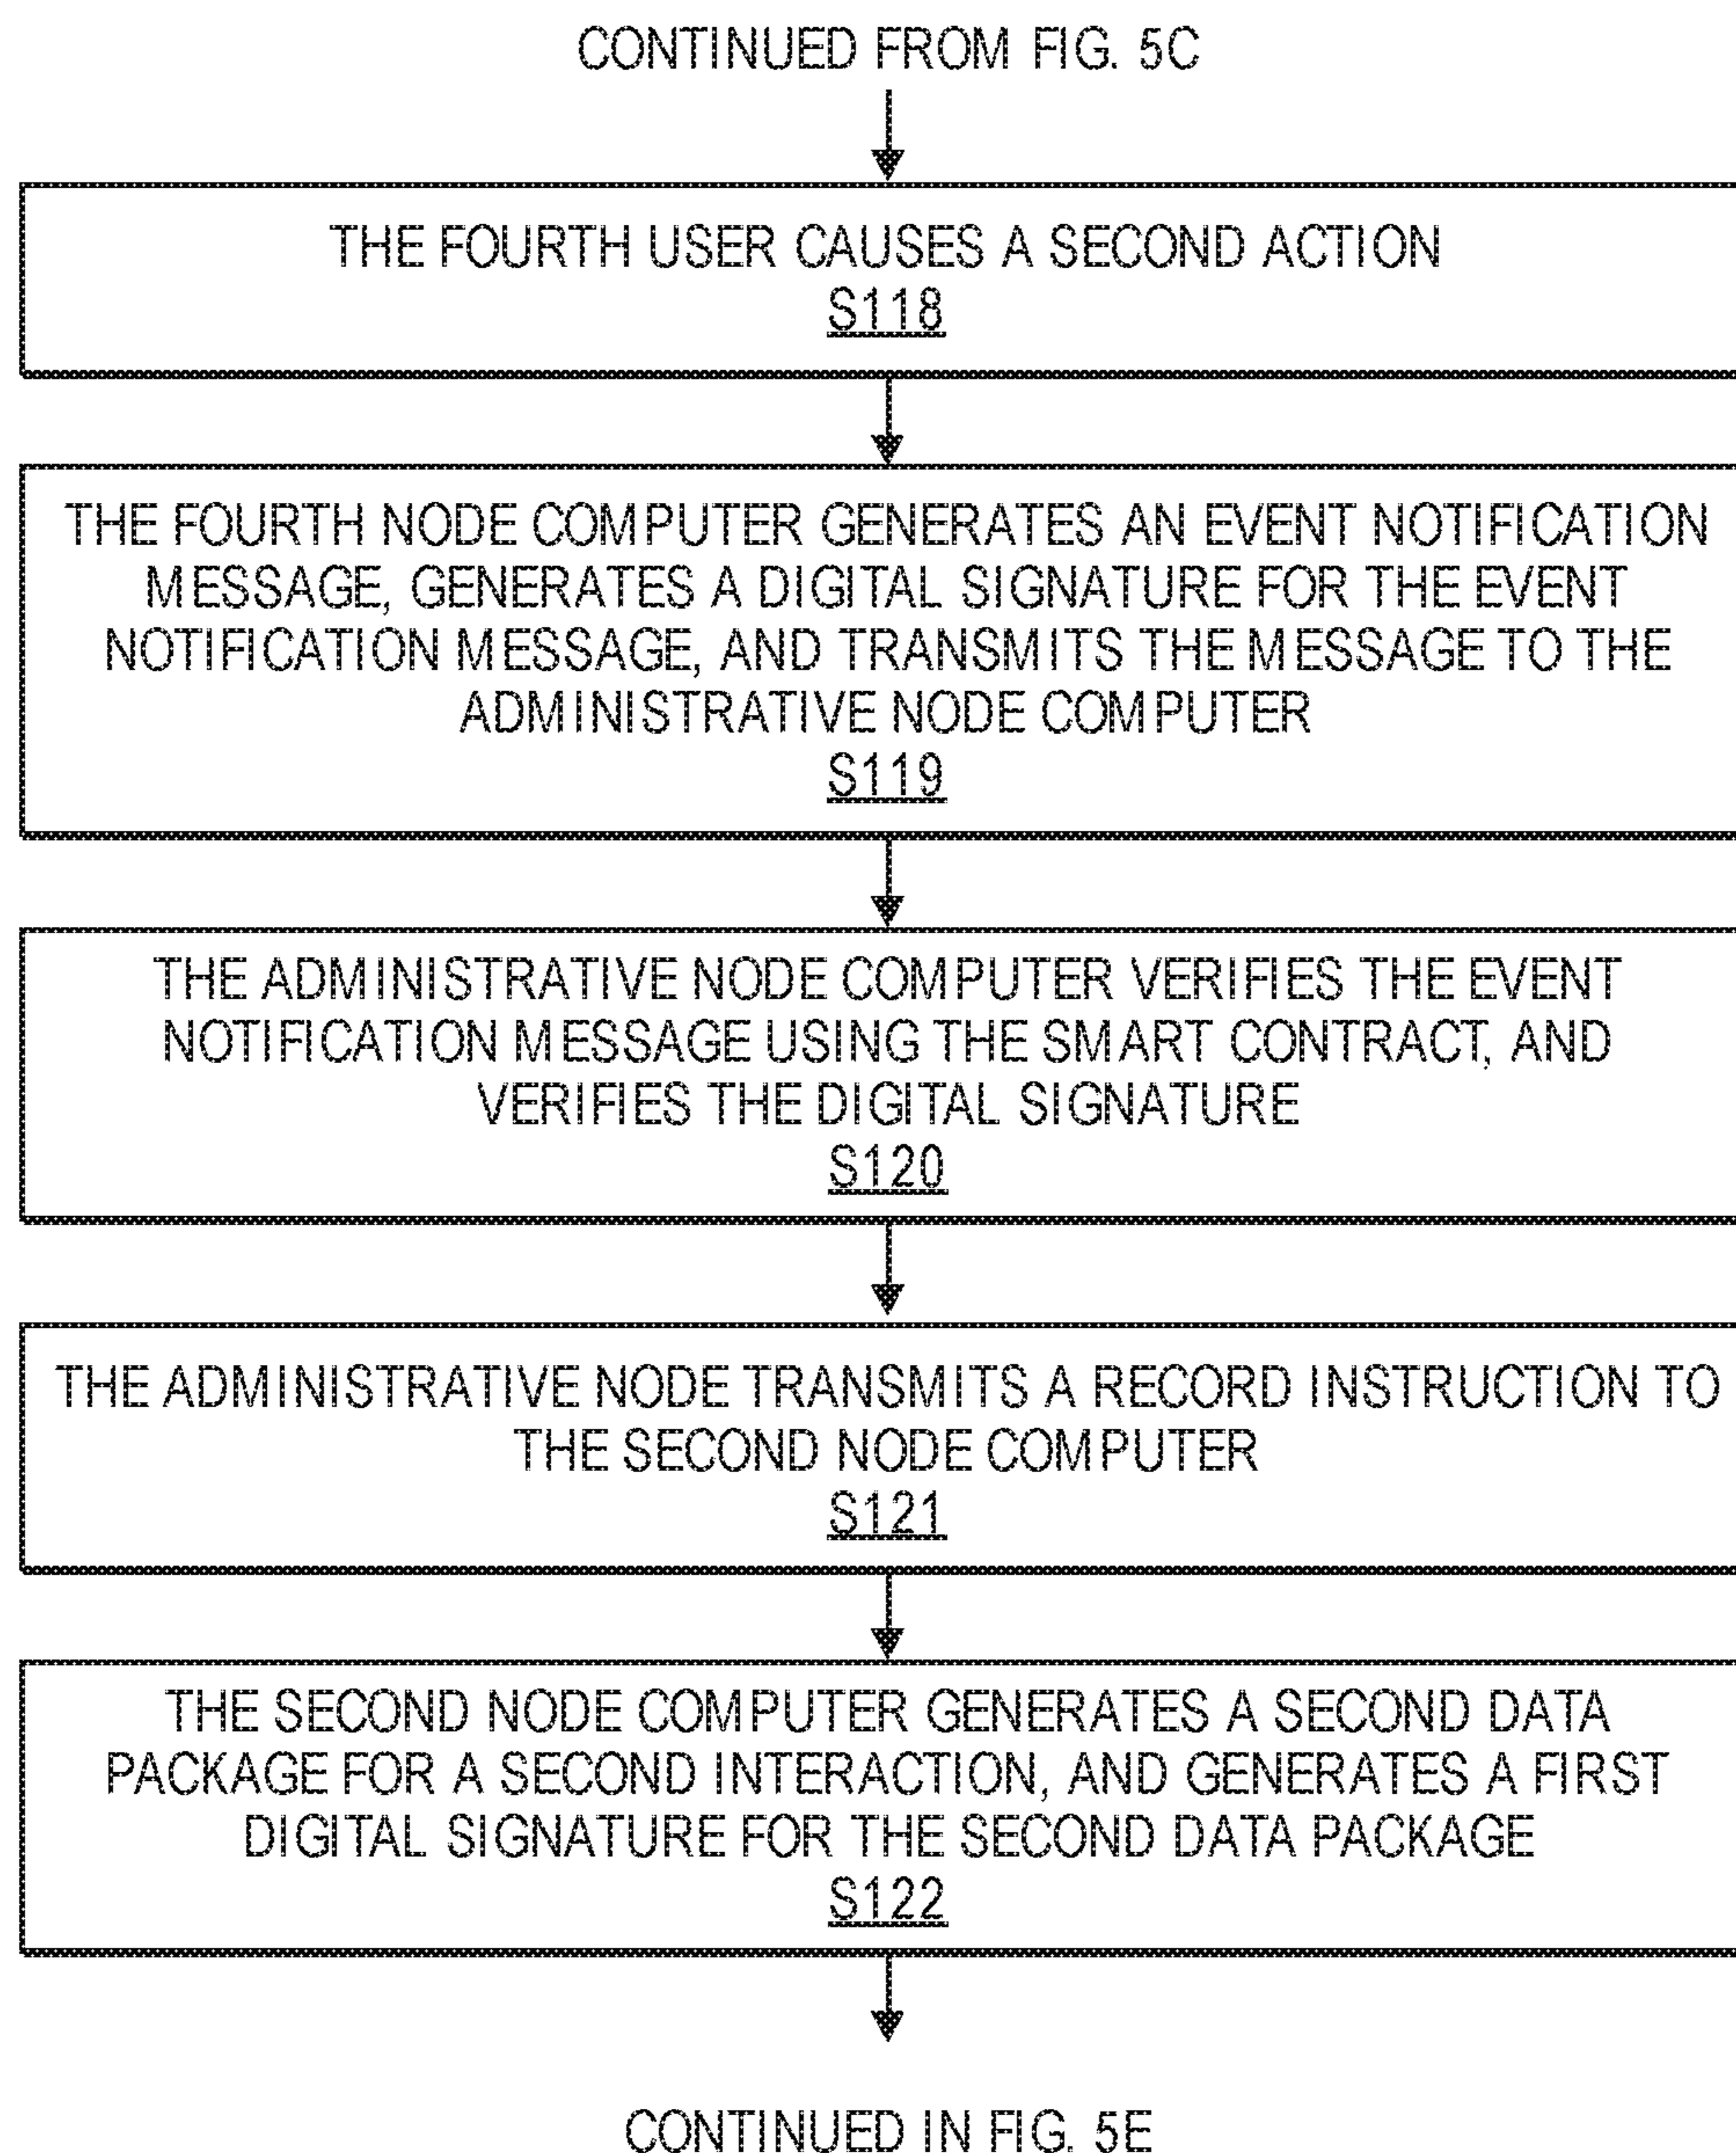 CONTINUED FROM FIG. 5C
THE FOURTH USER CAUSES A SECOND ACTION
S118
THE FOURTH NODE COMPUTER GENERATES AN EVENT NOTIFICATION
MESSAGE, GENERATES A DIGITAL SIGNATURE FOR THE EVENT
NOTIFICATION MESSAGE, AND TRANSMITS THE MESSAGE TO THE
ADMINISTRATIVE NODE COMPUTER
S119
THE ADMINISTRATIVE NODE COMPUTER VERIFIES THE EVENT
NOTIFICATION MESSAGE USING THE SMART CONTRACT, AND
VERIFIES THE DIGITAL SIGNATURE
S120
THE ADMINISTRATIVE NODE TRANSMITS A RECORD INSTRUCTION TO
THE SECOND NODE COMPUTER
S121
THE SECOND NODE COMPUTER GENERATES A SECOND DATA
PACKAGE FOR A SECOND INTERACTION, AND GENERATES A FIRST
DIGITAL SIGNATURE FOR THE SECOND DATA PACKAGE
S122
CONTINUED IN FIG. 5E